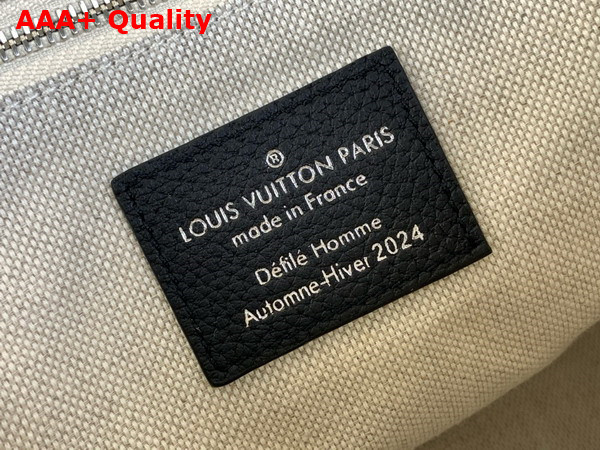 AAA+ Quality
®
LOUIS VUITTON PARIS
made in France
Défilé Homme
Automne-Hiver 2024